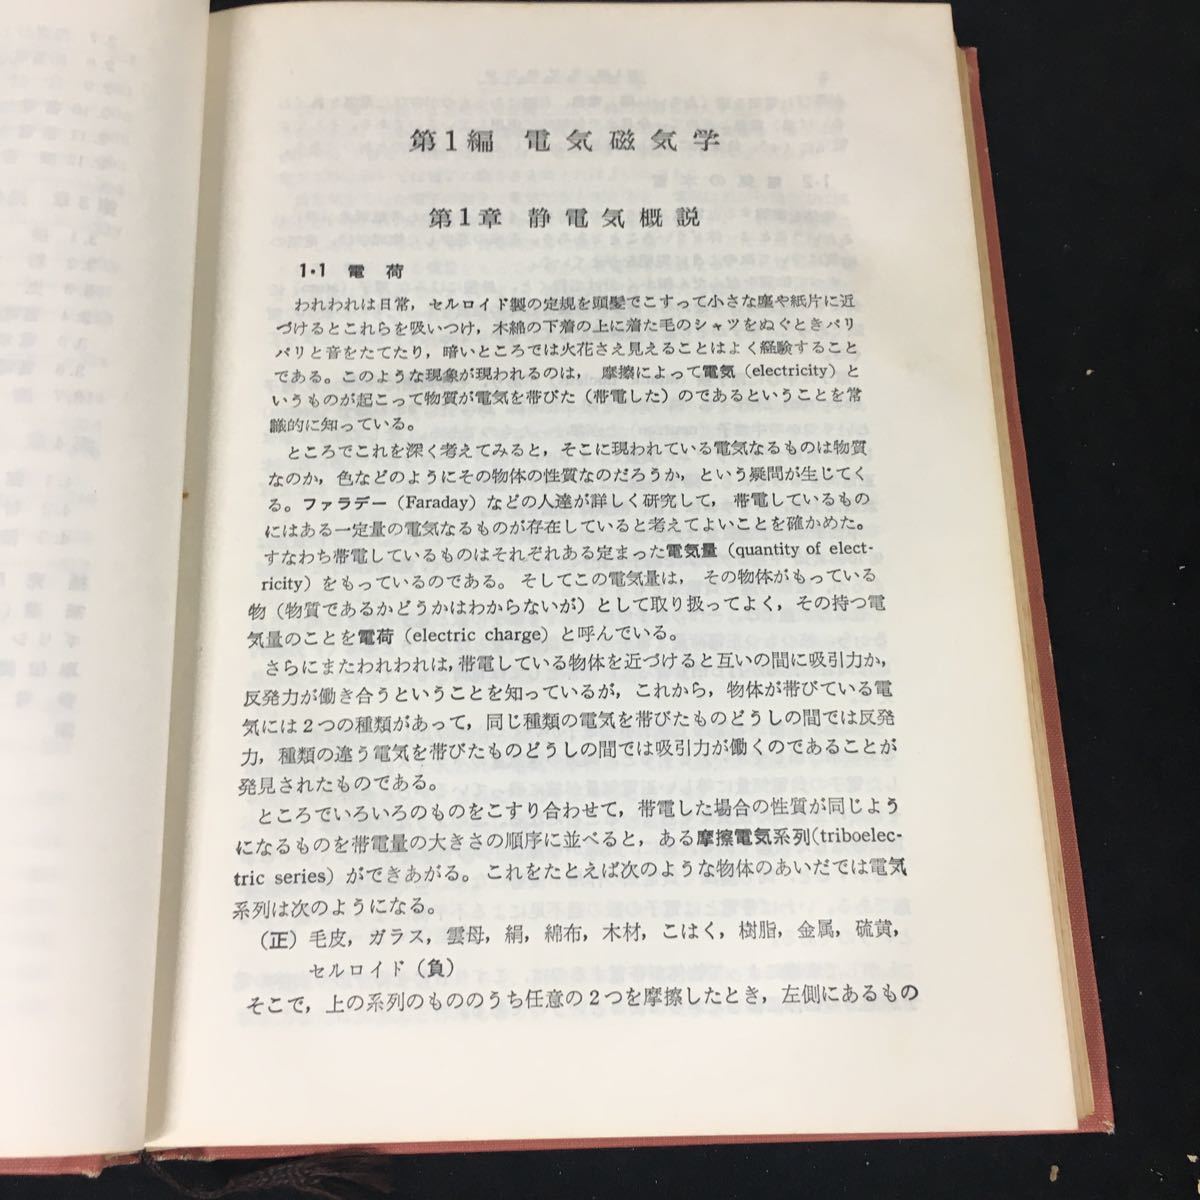 第1編 電気磁気学
第1章 静電気概説
1・1 電荷
われわれは日常，セルロイド製の定規を頭髪でこすって小さな塵や紙片に近
づけるとこれらを吸いつけ，木綿の下着の上に着た毛のシャツをぬぐときパリ
パリと音をたてたり，暗いところでは火花さえ見えることはよく経験すること
である。このような現象が現われるのは，摩擦によって電気（electricity）と
いうものが起こって物質が電気を帯びた（帯電した）のであるということを常
識的に知っている。
ところでこれを深く考えてみると，そこに現われている電気なるものは物質
なのか，色などのようにその物体の性質なのだろうか，という疑問が生じてく
る。ファラデー（Faraday）などの人達が詳しく研究して，帯電しているもの
にはある一定量の電気なるものが存在していると考えてよいことを確かめた。
すなわち帯電しているものはそれぞれある定まった電気量（quantity of elect-
ricity）をもっているのである。そしてこの電気量は，その物体がもっている
物（物質であるかどうかはわからないが）として取り扱ってよく，その持つ電
気量のことを電荷（electric charge）と呼んでいる。
さらにまたわれわれは，帯電している物体を近づけると互いの間に吸引力か，
反発力が働き合うということを知っているが，これから，物体が帯びている電
気には2つの種類があって，同じ種類の電気を帯びたものどうしの間では反発
力，種類の違う電気を帯びたものどうしの間では吸引力が働くのであることが
発見されたものである。
ところでいろいろのものをこすり合わせて，帯電した場合の性質が同じよう
になるものを帯電量の大きさの順序に並べると，ある摩擦電気系列(triboelec-
tric series）ができあがる。これをたとえば次のような物体のあいだでは電気
系列は次のようになる。
（正）毛皮，ガラス，雲母，絹，綿布，木材，こはく，樹脂，金属，硫黄，
セルロイド（負）
そこで，上の系列のもののうち任意の2つを摩擦したとき，左側にあるもの